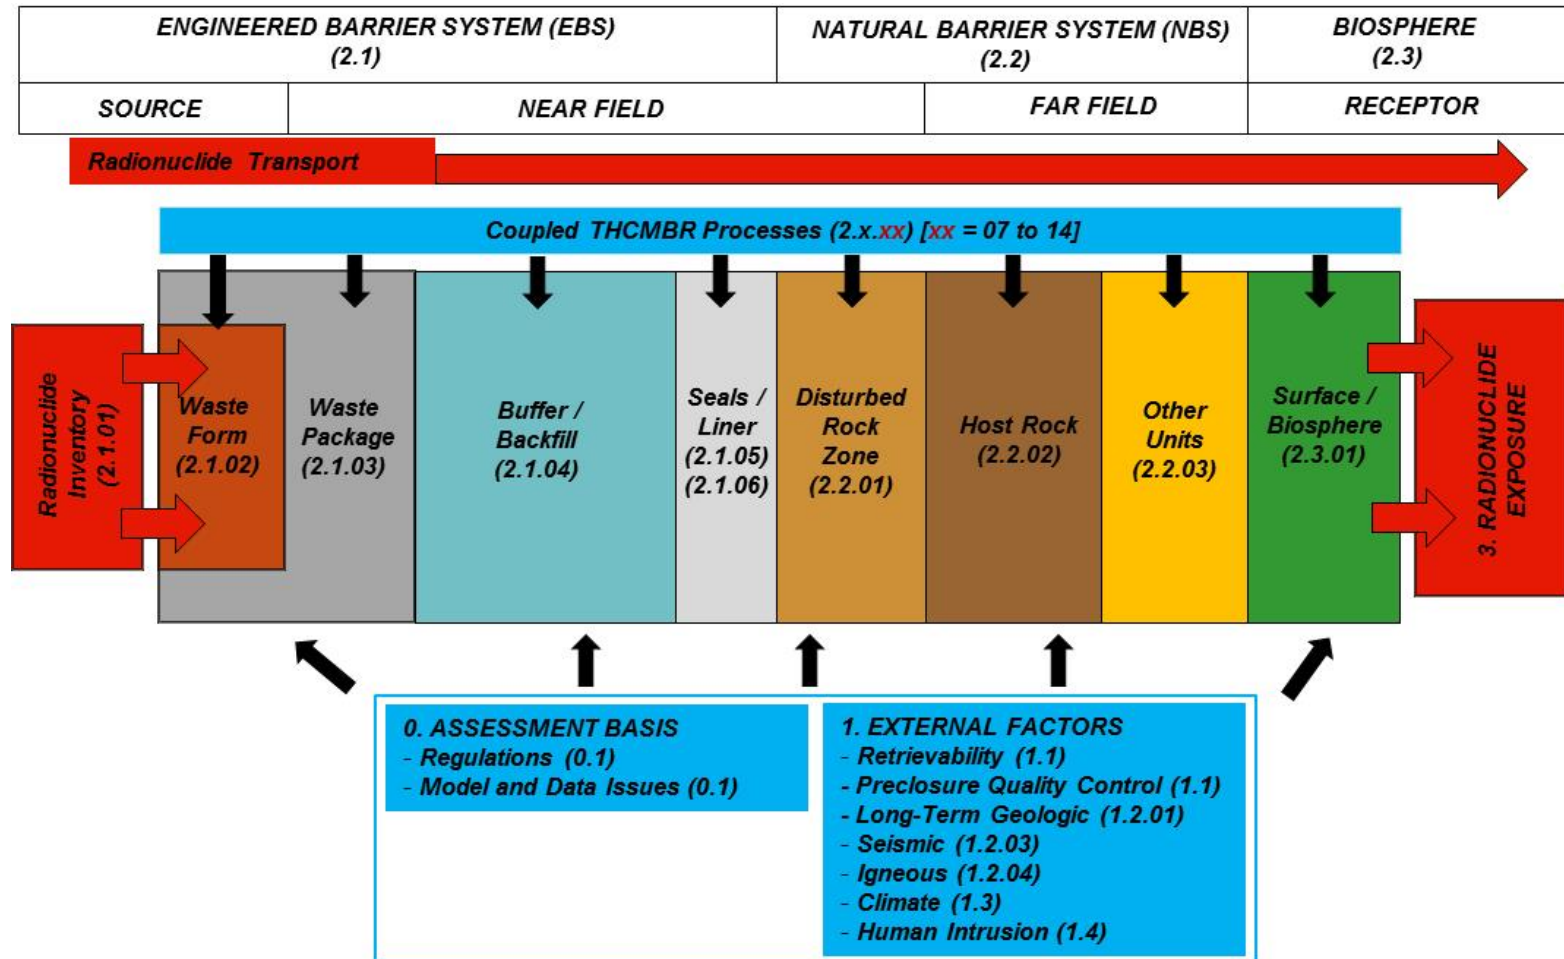 ENGINEERED BARRIER SYSTEM (EBS)
(2.1)
NATURAL BARRIER SYSTEM (NBS)
(2.2)
BIOSPHERE
(2.3)
SOURCE
NEAR FIELD
FAR FIELD
RECEPTOR
Radionuclide Transport
Coupled THCMBR Processes (2.x.xx) [xx = 07 to 14]
Radionuclide
Inventory
(2.1.01)
Waste
Form
(2.1.02)
Waste
Package
(2.1.03)
Buffer /
Backfill
(2.1.04)
Seals /
Liner
(2.1.05)
(2.1.06)
Disturbed
Rock
Zone
(2.2.01)
Host Rock
(2.2.02)
Other
Units
(2.2.03)
Surface /
Biosphere
(2.3.01)
3. RADIONUCLIDE
EXPOSURE
0. ASSESSMENT BASIS
- Regulations (0.1)
- Model and Data Issues (0.1)
1. EXTERNAL FACTORS
- Retrievability (1.1)
- Preclosure Quality Control (1.1)
- Long-Term Geologic (1.2.01)
- Seismic (1.2.03)
- Igneous (1.2.04)
- Climate (1.3)
- Human Intrusion (1.4)